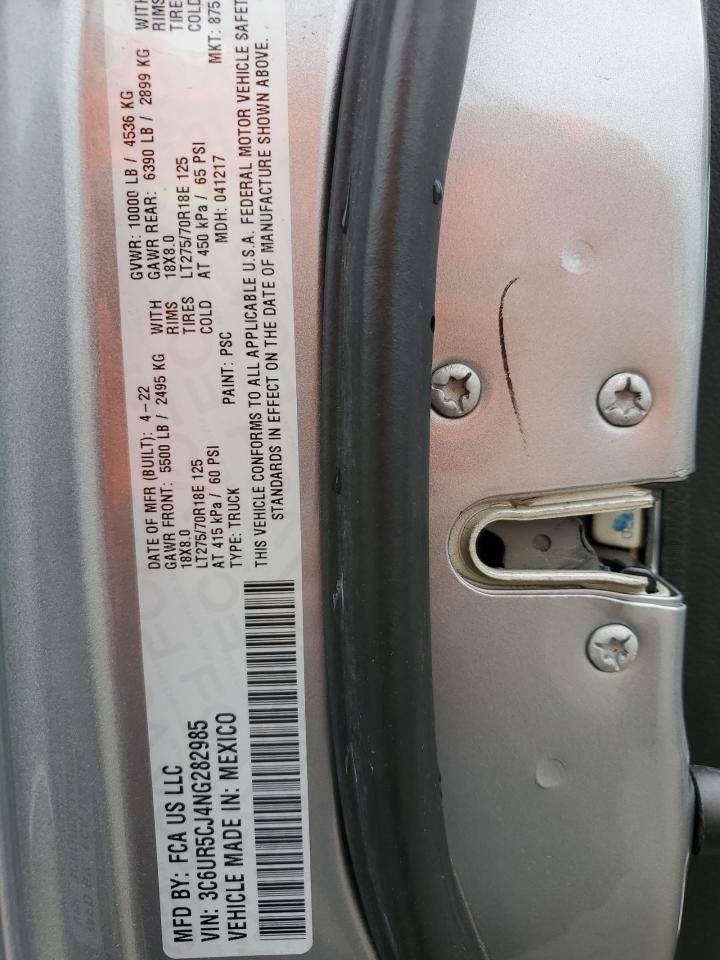 MFD BY: FCA US LLC
VIN: 3C6UR5CJ4NG282985
VEHICLE MADE IN: MEXICO
DATE OF MFR (BUILT): 4-22
GVWR: 10000 LB / 4536 KG
GAWR FRONT: 5500 LB / 2495 KG
WITH
GAWR REAR: 6390 LB / 2899 KG
WITH
18X8.0
RIMS
18X8.0
RIMS
LT275/70R18E 125
TIRES
LT275/70R18E 125
TIRES
AT 415 kPa / 60 PSI
COLD
AT 450 kPa / 65 PSI
COLD
TYPE: TRUCK
PAINT: PSC
MDH: 041217
MKT: 875
THIS VEHICLE CONFORMS TO ALL APPLICABLE U.S.A. FEDERAL MOTOR VEHICLE SAFET
STANDARDS IN EFFECT ON THE DATE OF MANUFACTURE SHOWN ABOVE.